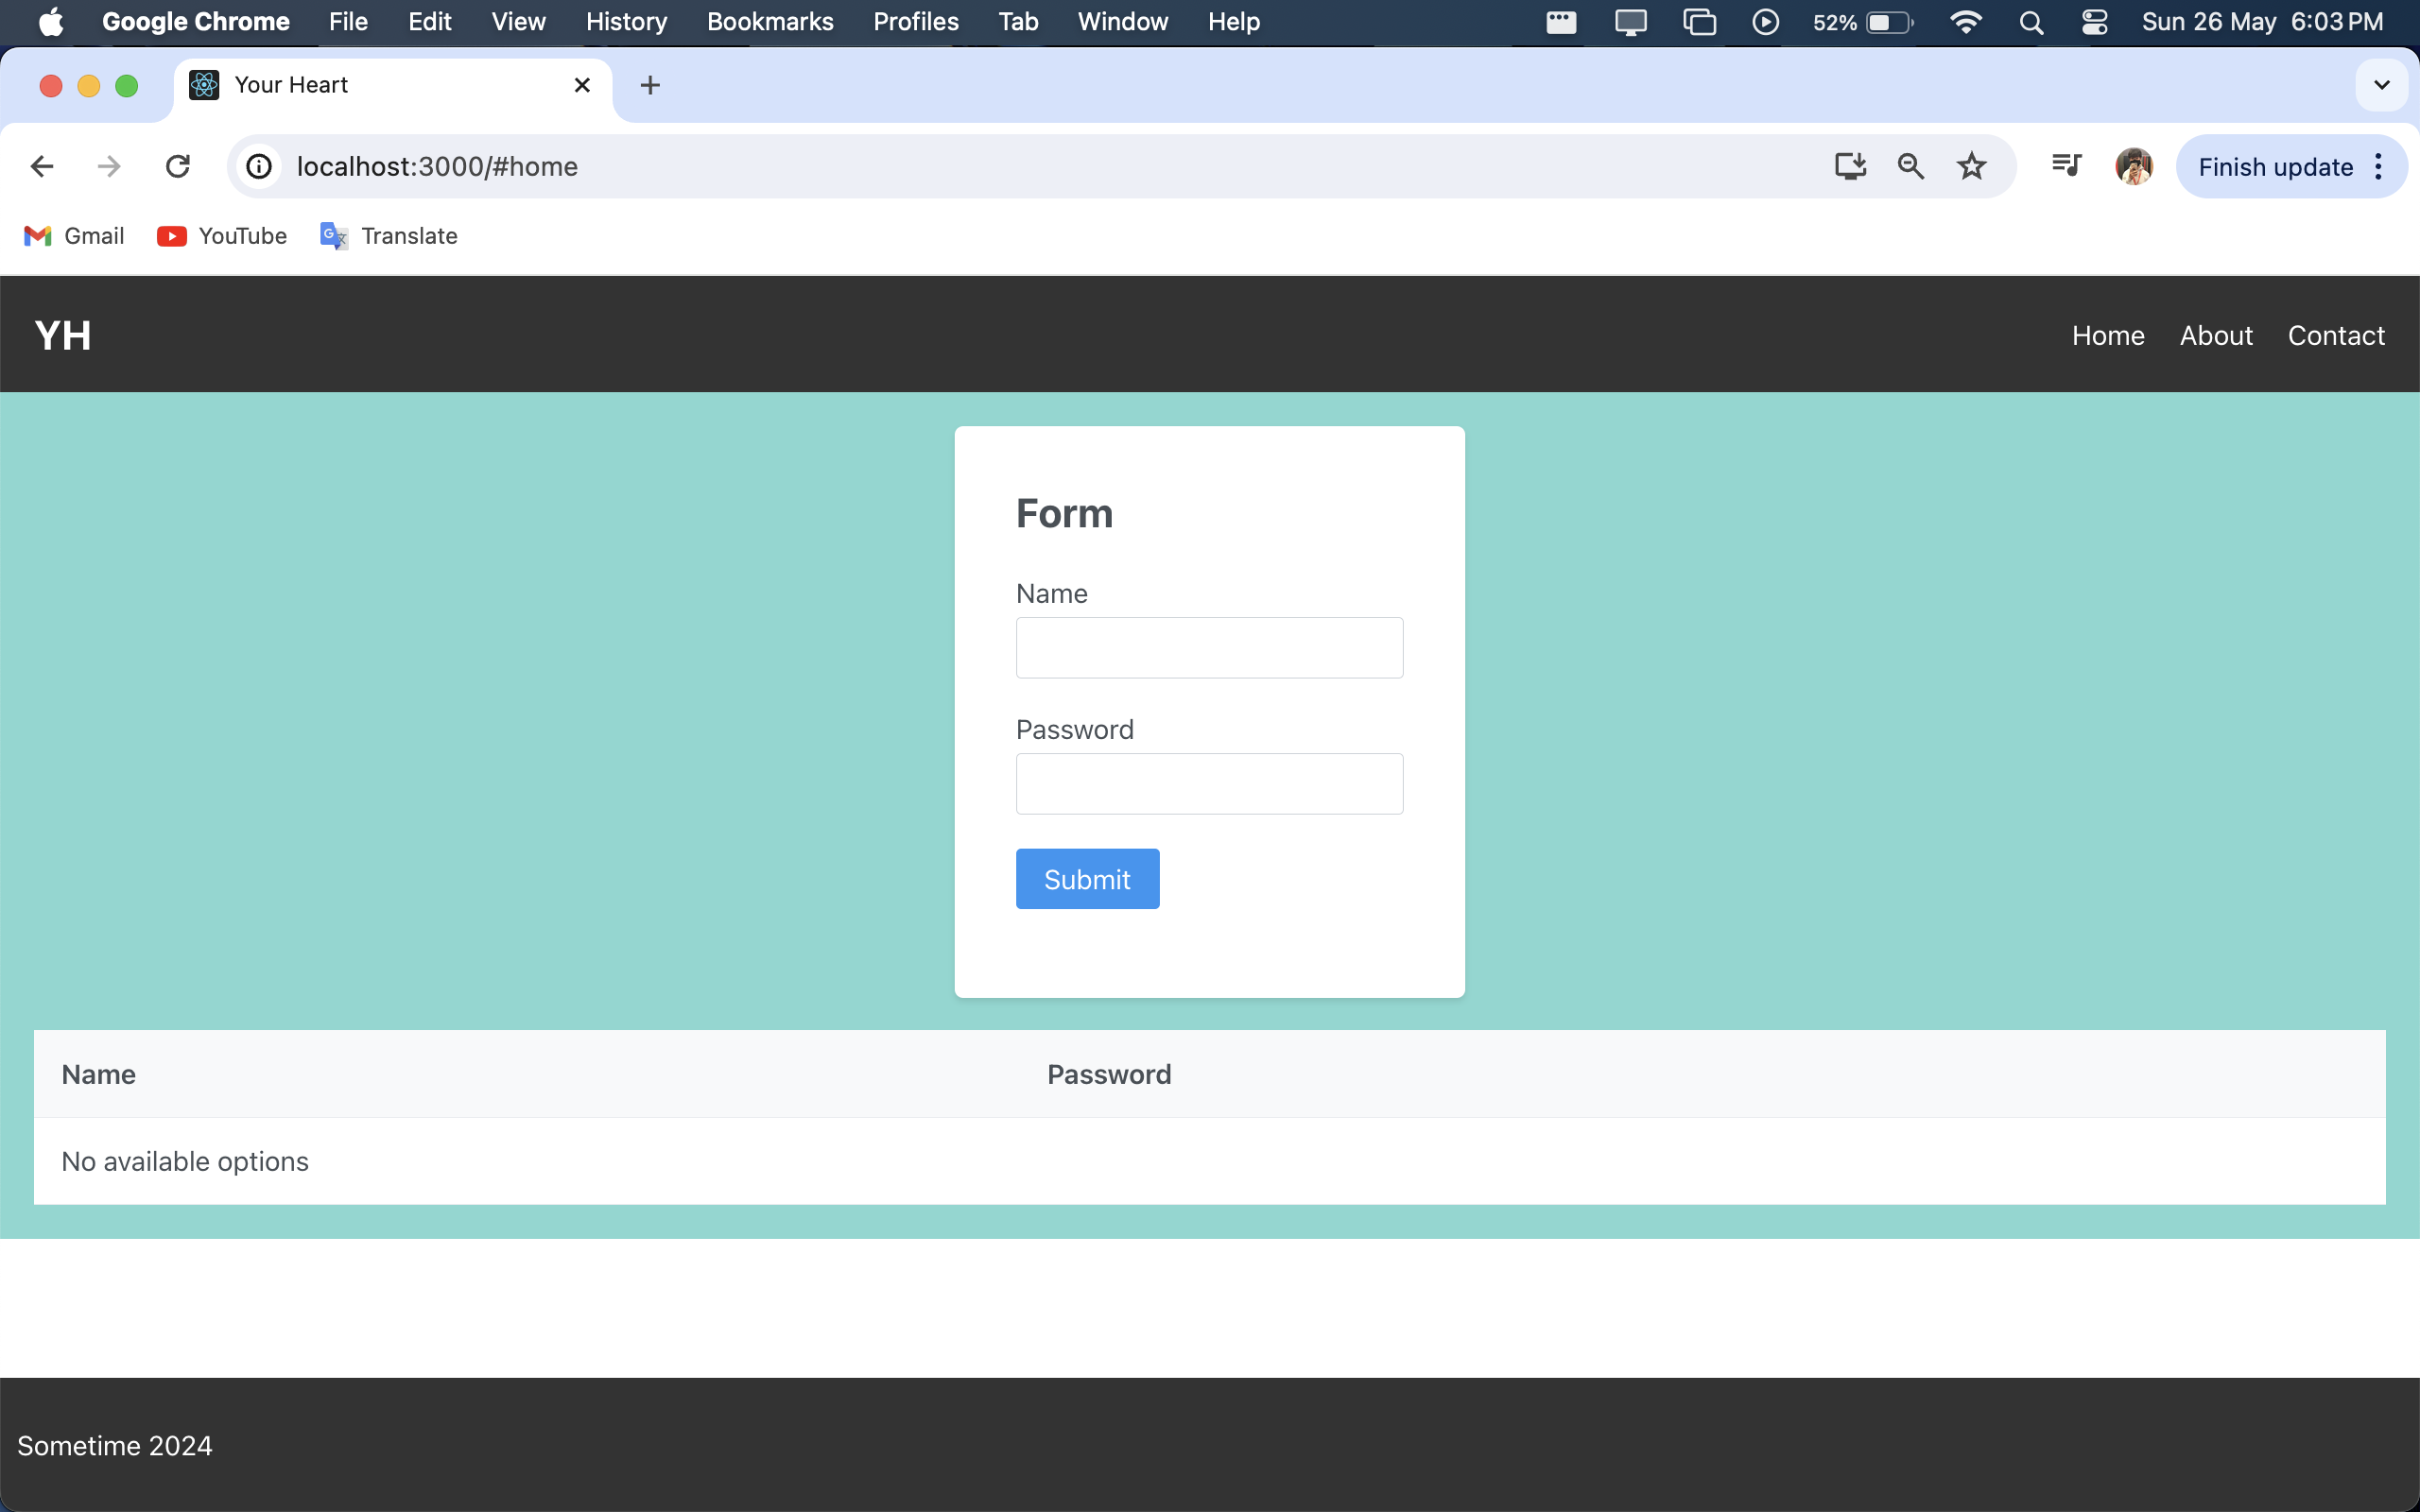 Google Chrome File Edit View History Bookmarks Profiles Tab Window Help 52% Sun 26 May 6:03 PM
Your Heart
localhost:3000/#home Finish update
Gmail YouTube Translate
YH Home About Contact
Form
Name
Password
Submit
Name Password
No available options
Sometime 2024